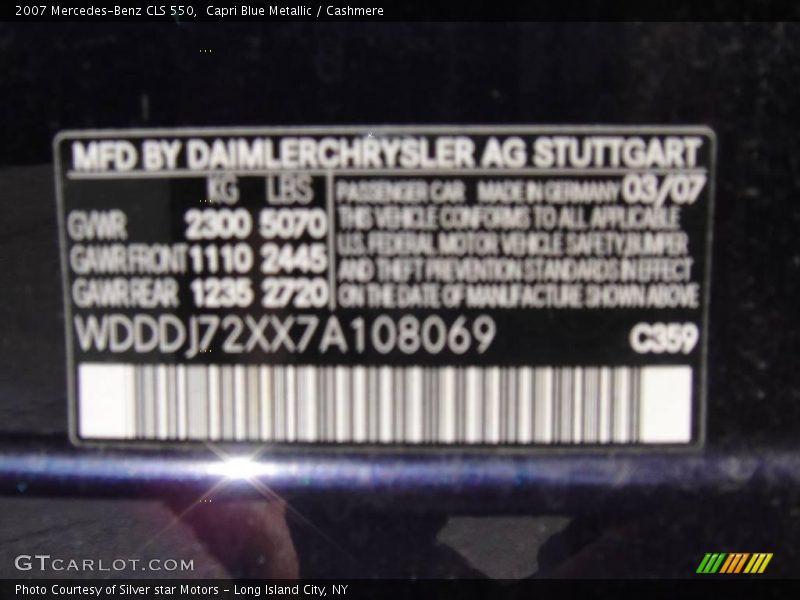 2007 Mercedes-Benz CLS 550,  Capri Blue Metallic / Cashmere
MFD BY DAIMLERCHRYSLER AG STUTTGART
KG LBS
GVWR 2300 5070
GAWR FRONT 1110 2445
GAWR REAR 1235 2720
PASSENGER CAR MADE IN GERMANY 03/07
THIS VEHICLE CONFORMS TO ALL APPLICABLE
U.S. FEDERAL MOTOR VEHICLE SAFETY, BUMPER
AND THEFT PREVENTION STANDARDS IN EFFECT
ON THE DATE OF MANUFACTURE SHOWN ABOVE
WDDDJ72XX7A108069 C359
GTCARLOT.COM
Photo Courtesy of Silver star Motors - Long Island City, NY